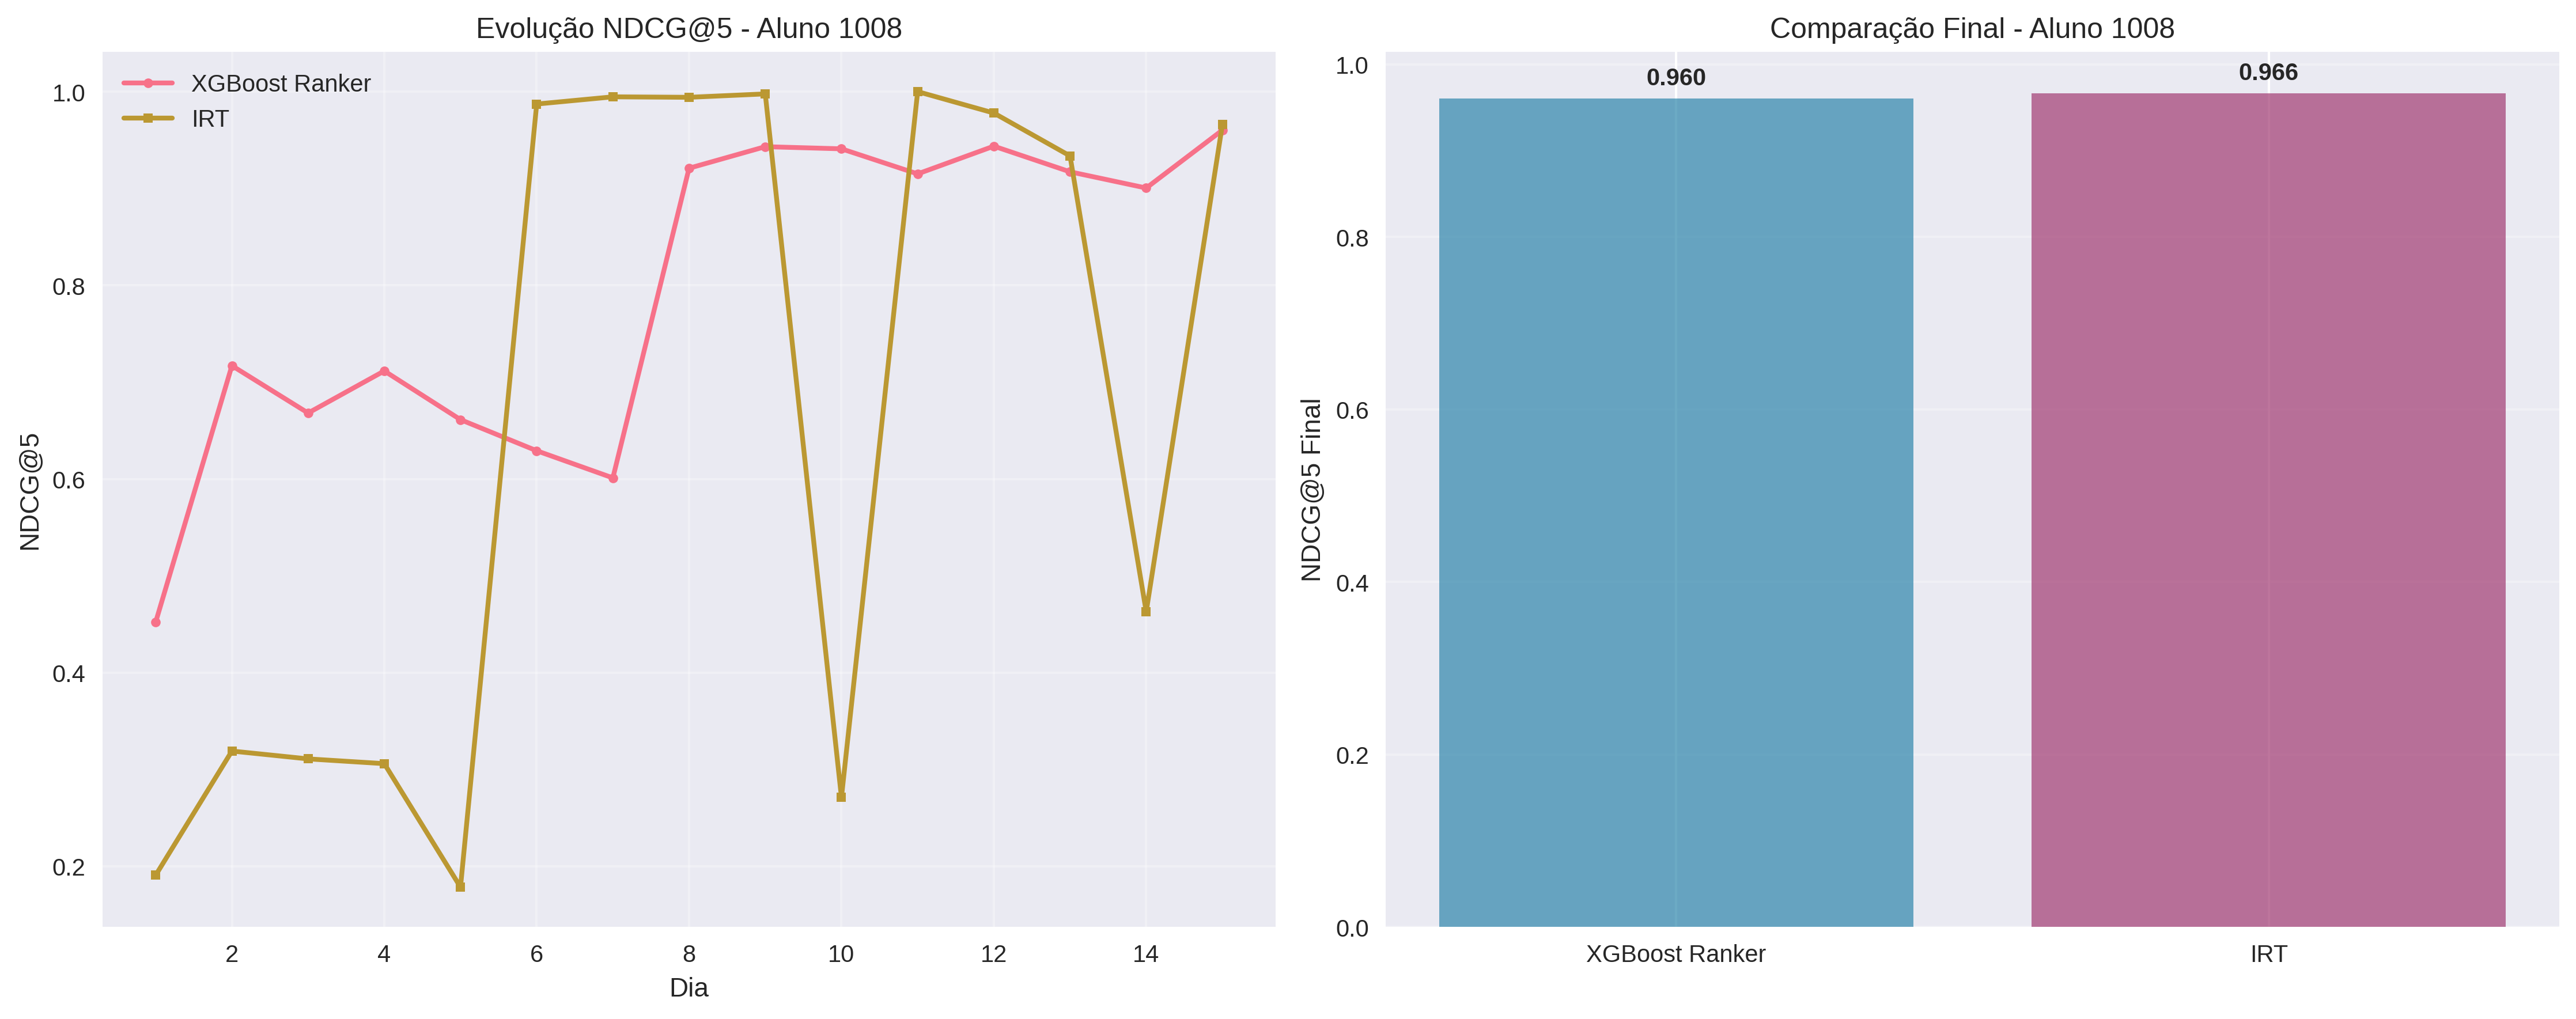 Evolução NDCG@5 - Aluno 1008
XGBoost Ranker
IRT
NDCG@5
1.0
0.8
0.6
0.4
0.2
2 4 6 8 10 12 14
Dia
Comparação Final - Aluno 1008
NDCG@5 Final
1.0
0.8
0.6
0.4
0.2
0.0
0.960
0.966
XGBoost Ranker
IRT